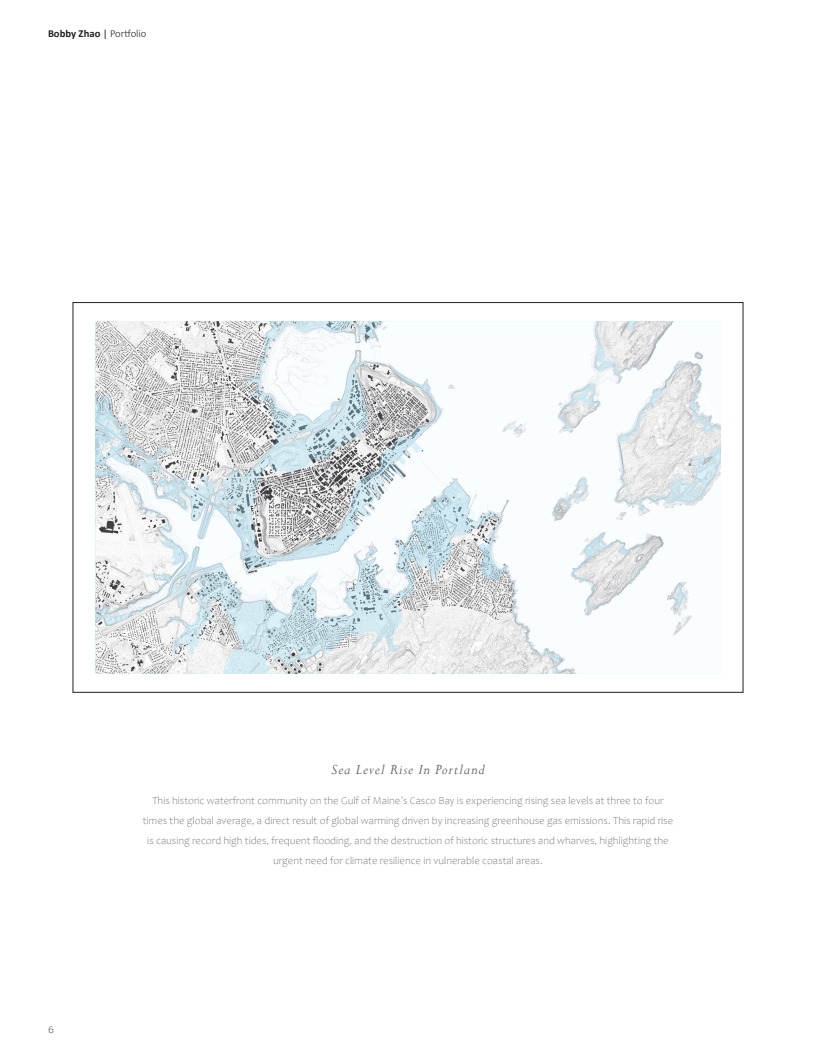 Bobby Zhao | Portfolio
Sea Level Rise In Portland
This historic waterfront community on the Gulf of Maine's Casco Bay is experiencing rising sea levels at three to four
times the global average, a direct result of global warming driven by increasing greenhouse gas emissions. This rapid rise
is causing record high tides, frequent flooding, and the destruction of historic structures and wharves, highlighting the
urgent need for climate resilience in vulnerable coastal areas.
6